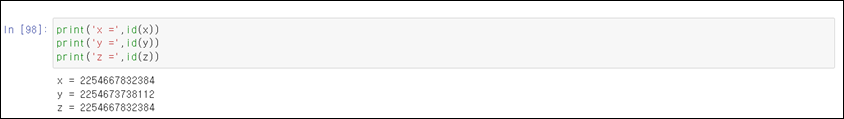 In [98]: print('x =',id(x))
print('y =',id(y))
print('z =',id(z))
x = 2254667832384
y = 2254673738112
z = 2254667832384